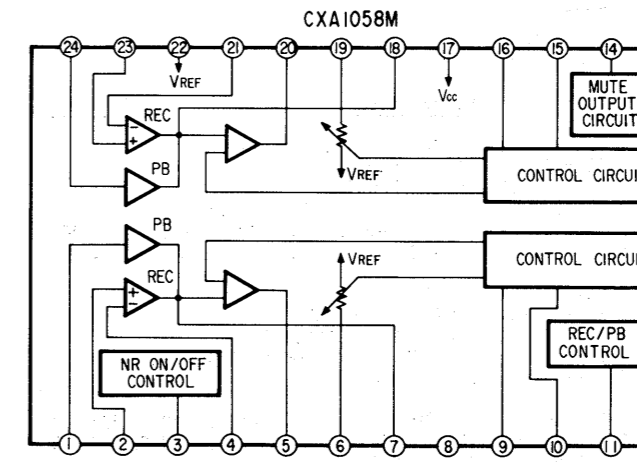 CXA1058M
24 23 22 21 20 19 18 17 16 15 14
VREF
Vcc
MUTE
OUTPUT
CIRCUIT
REC
-
+
PB
VREF
CONTROL CIRCUI
PB
REC
+
-
VREF
CONTROL CIRCUI
NR ON/OFF
CONTROL
REC/PB
CONTROL
1 2 3 4 5 6 7 8 9 10 11